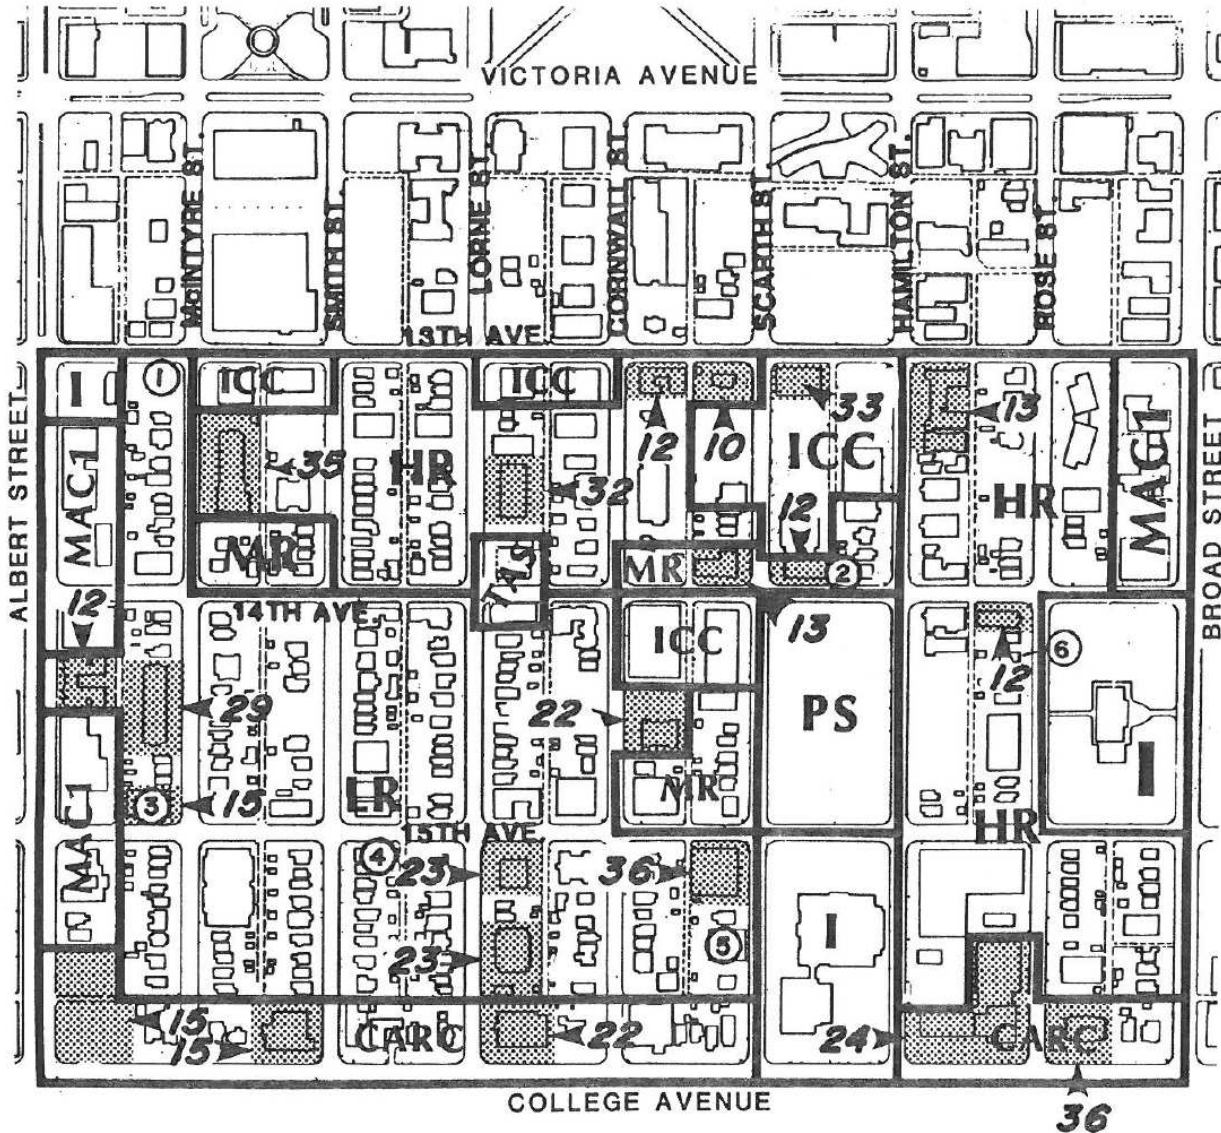 VICTORIA AVENUE
McINTYRE ST.
SMITH ST.
LORNE ST.
CORNWALL ST.
SCARTH ST.
HAMILTON ST.
ROSE ST.
13TH AVE.
ALBERT STREET
BROAD STREET
I
1
ICC
ICC
12
10
33
13
MAC1
35
HR
32
ICC
HR
MAC1
MR
12
MR
2
12
14TH AVE.
13
ICC
12
6
29
22
PS
I
3
15
LR
MR
HR
15TH AVE.
MAC1
4
23
36
I
23
5
15
15
CARC
22
24
CARC
COLLEGE AVENUE
36